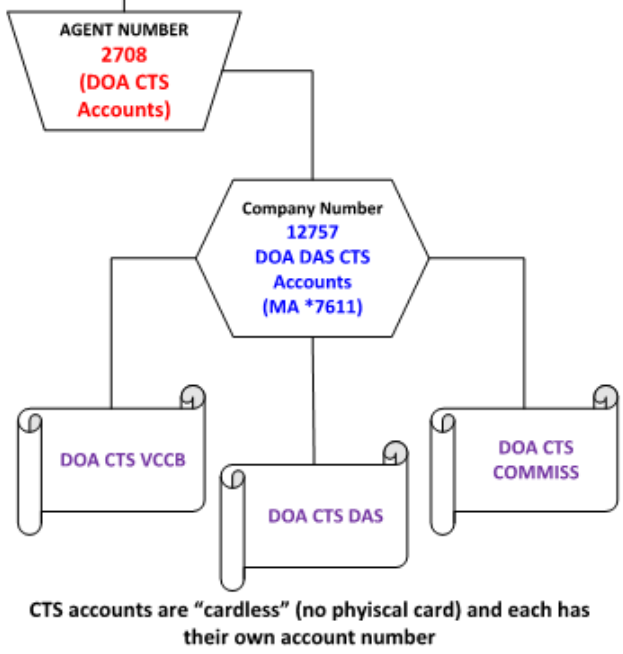 AGENT NUMBER
2708
(DOA CTS
Accounts)
Company Number
12757
DOA DAS CTS
Accounts
(MA *7611)
DOA CTS VCCB
DOA CTS DAS
DOA CTS
COMMISS
CTS accounts are “cardless” (no phyiscal card) and each has
their own account number